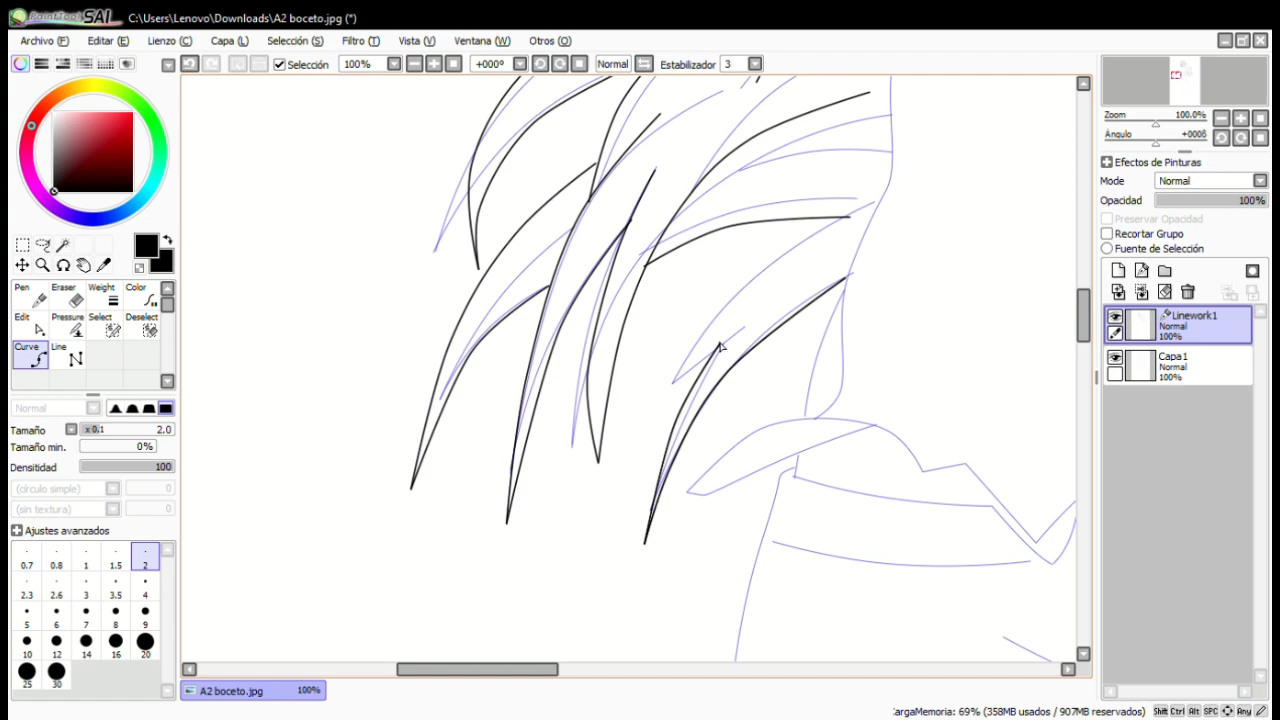 PaintTool SAI C:\Users\Lenovo\Downloads\A2 boceto.jpg (*)
Archivo (F) Editar (E) Lienzo (C) Capa (L) Selección (S) Filtro (T) Vista (V) Ventana (W) Otros (O)
Selección 100% +000° Normal Estabilizador 3
Zoom 100.0%
Ángulo +000δ
Efectos de Pinturas
Modo Normal
Opacidad 100%
Preservar Opacidad
Recortar Grupo
Fuente de Selección
Pen Eraser Weight Color
Edit Pressure Select Deselect
Curve Line
Normal
Tamaño x 0.1 2.0
Tamaño min. 0%
Densitidad 100
(círculo simple) 0
(sin textura) 0
Ajustes avanzados
0.7 0.8 1 1.5 2
2.3 2.6 3 3.5 4
5 6 7 8 9
10 12 14 16 20
25 30
Linework1
Normal
100%
Capa1
Normal
100%
A2 boceto.jpg 100%
argaMemoria: 69% (358MB usados / 907MB reservados) Shift Ctrl Alt SPC Any